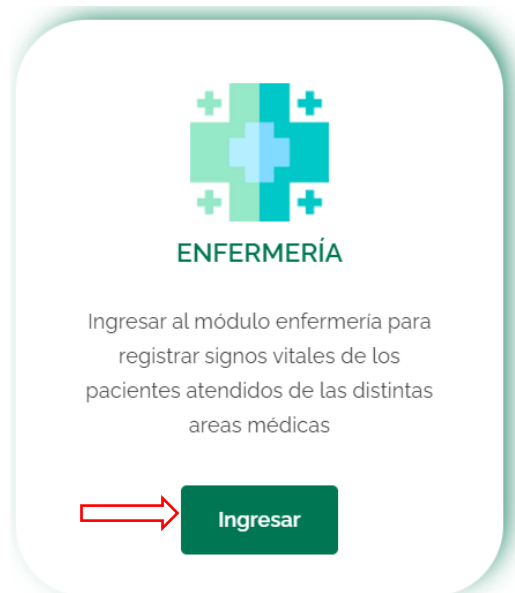 ENFERMERÍA
Ingresar al módulo enfermería para
registrar signos vitales de los
pacientes atendidos de las distintas
areas médicas
Ingresar